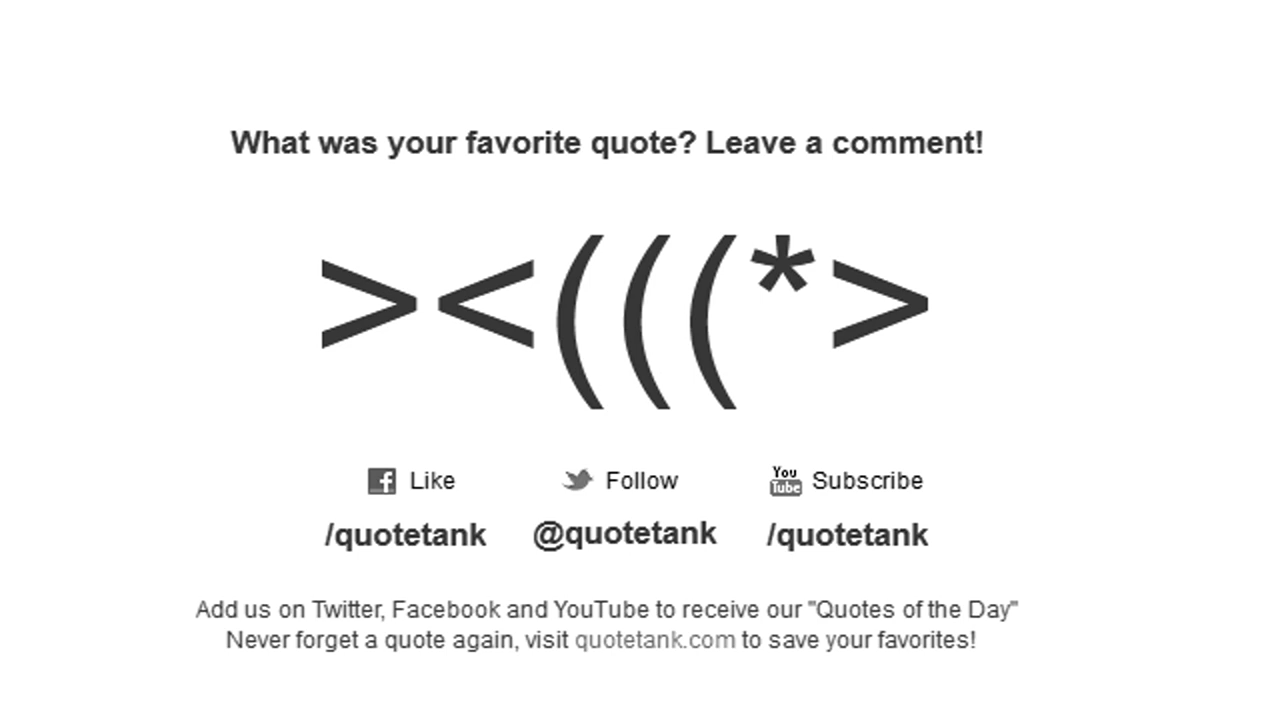 What was your favorite quote? Leave a comment!
><(((*>
f Like Follow You Tube Subscribe
/quotetank @quotetank /quotetank
Add us on Twitter, Facebook and YouTube to receive our "Quotes of the Day"
Never forget a quote again, visit quotetank.com to save your favorites!